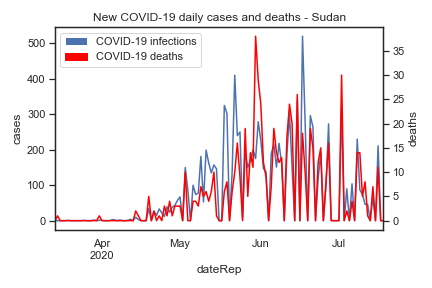 New COVID-19 daily cases and deaths - Sudan
COVID-19 infections
COVID-19 deaths
500
400
300
200
100
0
cases
35
30
25
20
15
10
5
0
deaths
Apr
2020
May
Jun
Jul
dateRep